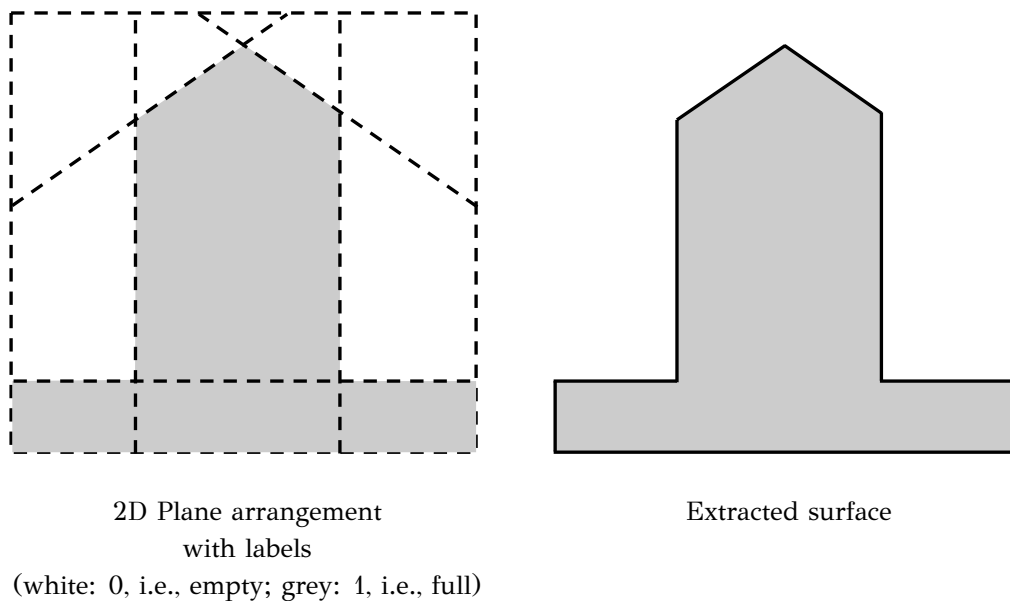 2D Plane arrangement
with labels
(white: 0, i.e., empty; grey: 1, i.e., full)
Extracted surface